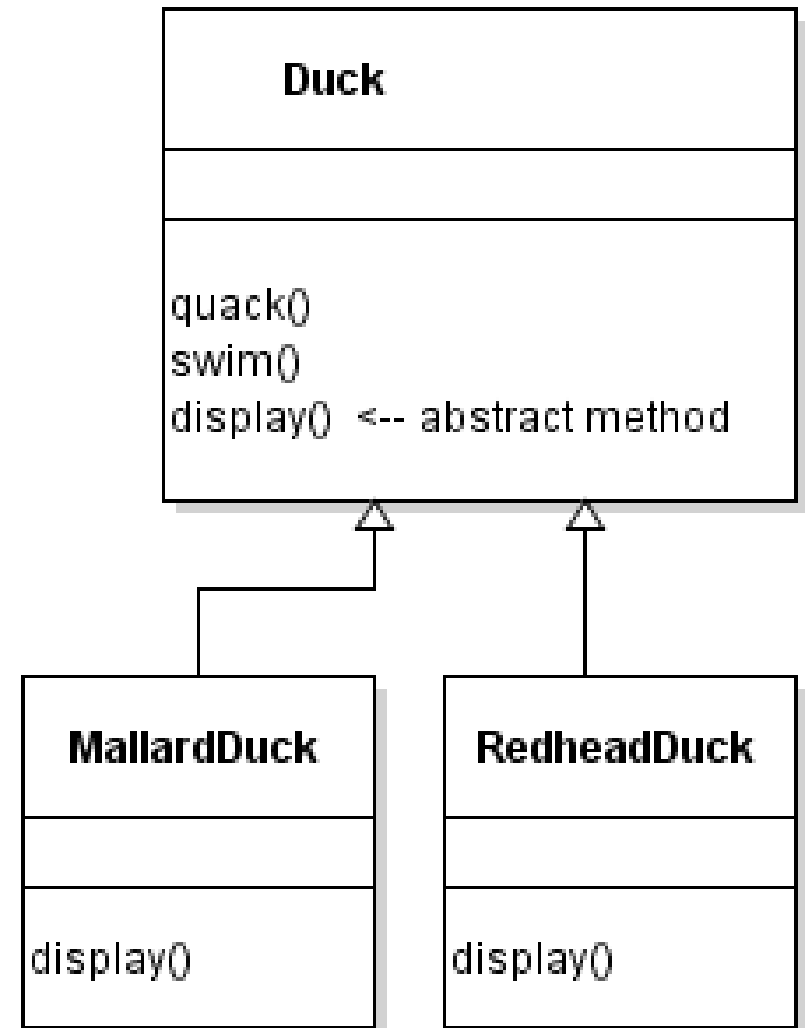 Duck
quack()
swim()
display() <-- abstract method
MallardDuck
RedheadDuck
display()
display()